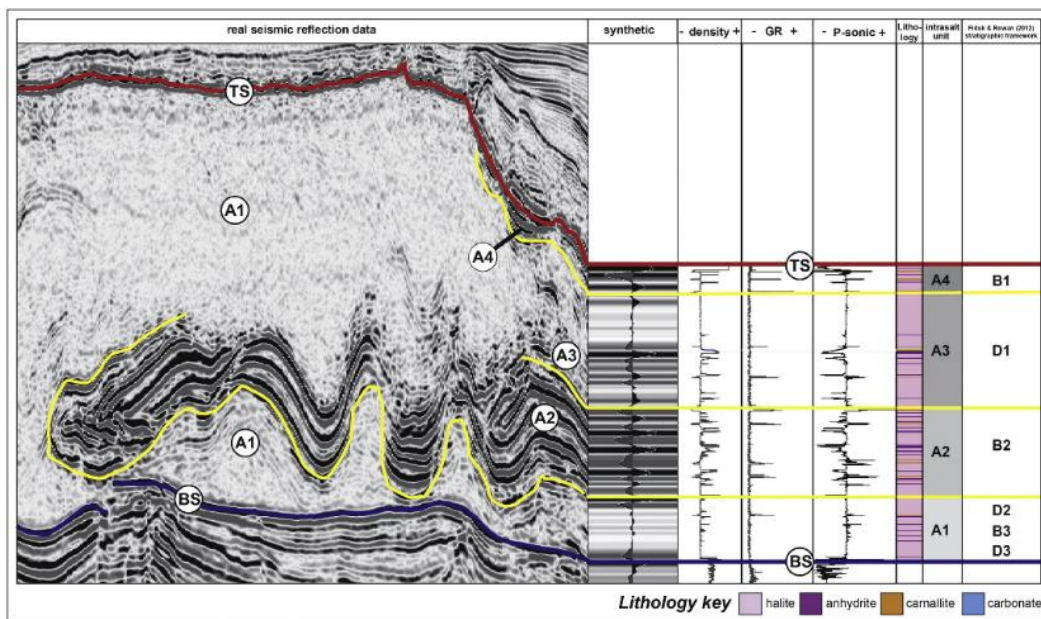 real seismic reflection data
synthetic
- density +
- GR +
- P-sonic +
Litho-
logy
intrasalt
unit
Fiduk & Rowan (2012)
stratigraphic framework
TS
A1
A4
TS
A4
B1
A3
A3
D1
A2
A1
A2
B2
BS
D2
A1
B3
D3
BS
Lithology key
halite
anhydrite
carnallite
carbonate